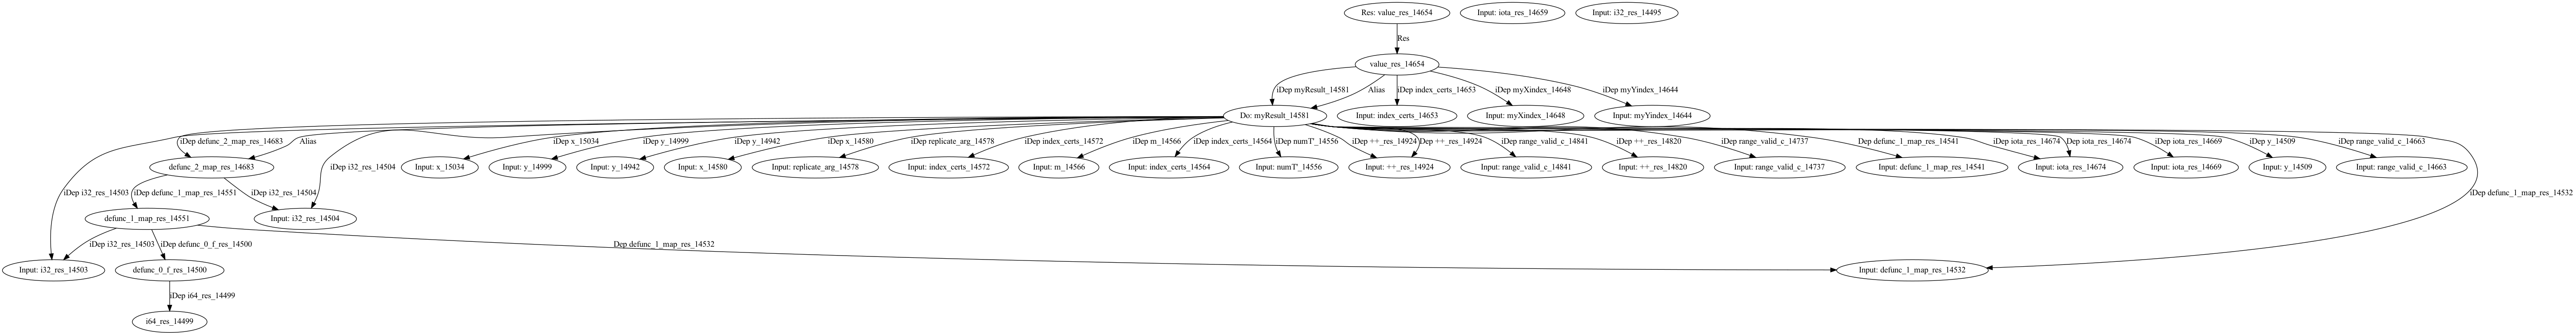 Res: value_res_14654
Input: iota_res_14659
Input: i32_res_14495
Res
value_res_14654
iDep myResult_14581
Alias
iDep index_certs_14653
iDep myXindex_14648
iDep myYindex_14644
Do: myResult_14581
Input: index_certs_14653
Input: myXindex_14648
Input: myYindex_14644
iDep defunc_2_map_res_14683
Alias
iDep x_15034
iDep y_14999
iDep y_14942
iDep x_14580
iDep replicate_arg_14578
iDep index_certs_14572
iDep m_14566
iDep index_certs_14564
iDep numT'_14556
iDep ++_res_14924
Dep ++_res_14924
iDep range_valid_c_14841
iDep ++_res_14820
iDep range_valid_c_14737
Dep defunc_1_map_res_14541
iDep iota_res_14674
Dep iota_res_14674
iDep iota_res_14669
iDep y_14509
iDep range_valid_c_14663
defunc_2_map_res_14683
iDep i32_res_14504
Input: x_15034
Input: y_14999
Input: y_14942
Input: x_14580
Input: replicate_arg_14578
Input: index_certs_14572
Input: m_14566
Input: index_certs_14564
Input: numT'_14556
Input: ++_res_14924
Input: range_valid_c_14841
Input: ++_res_14820
Input: range_valid_c_14737
Input: defunc_1_map_res_14541
Input: iota_res_14674
Input: iota_res_14669
Input: y_14509
Input: range_valid_c_14663
iDep i32_res_14503
iDep defunc_1_map_res_14551
iDep i32_res_14504
iDep defunc_1_map_res_14532
defunc_1_map_res_14551
Input: i32_res_14504
iDep i32_res_14503
iDep defunc_0_f_res_14500
Dep defunc_1_map_res_14532
Input: i32_res_14503
defunc_0_f_res_14500
Input: defunc_1_map_res_14532
iDep i64_res_14499
i64_res_14499